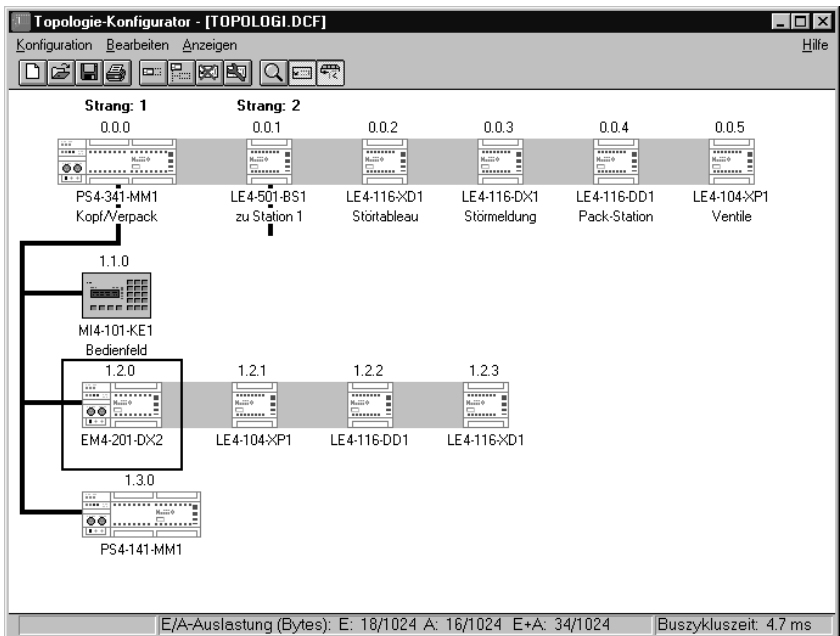 Topologie-Konfigurator - [TOPOLOGI.DCF]
Konfiguration Bearbeiten Anzeigen Hilfe
Strang: 1 Strang: 2
0.0.0 0.0.1 0.0.2 0.0.3 0.0.4 0.0.5
PS4-341-MM1 LE4-501-BS1 LE4-116-XD1 LE4-116-DX1 LE4-116-DD1 LE4-104-XP1
Kopf/Verpack zu Station 1 Störtableau Störmeldung Pack-Station Ventile
1.1.0
MI4-101-KE1
Bedienfeld
1.2.0 1.2.1 1.2.2 1.2.3
EM4-201-DX2 LE4-104-XP1 LE4-116-DD1 LE4-116-XD1
1.3.0
PS4-141-MM1
E/A-Auslastung (Bytes): E: 18/1024 A: 16/1024 E+A: 34/1024 Buszykluszeit: 4.7 ms